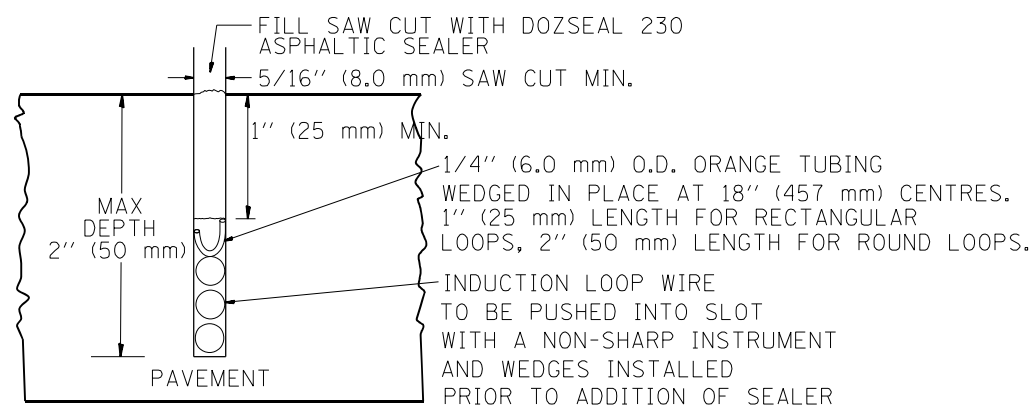 FILL SAW CUT WITH DOZSEAL 230
ASPHALTIC SEALER
5/16'' (8.0 mm) SAW CUT MIN.
1'' (25 mm) MIN.
1/4'' (6.0 mm) O.D. ORANGE TUBING
WEDGED IN PLACE AT 18'' (457 mm) CENTRES.
1'' (25 mm) LENGTH FOR RECTANGULAR
LOOPS, 2'' (50 mm) LENGTH FOR ROUND LOOPS.
MAX
DEPTH
2'' (50 mm)
INDUCTION LOOP WIRE
TO BE PUSHED INTO SLOT
WITH A NON-SHARP INSTRUMENT
AND WEDGES INSTALLED
PRIOR TO ADDITION OF SEALER
PAVEMENT